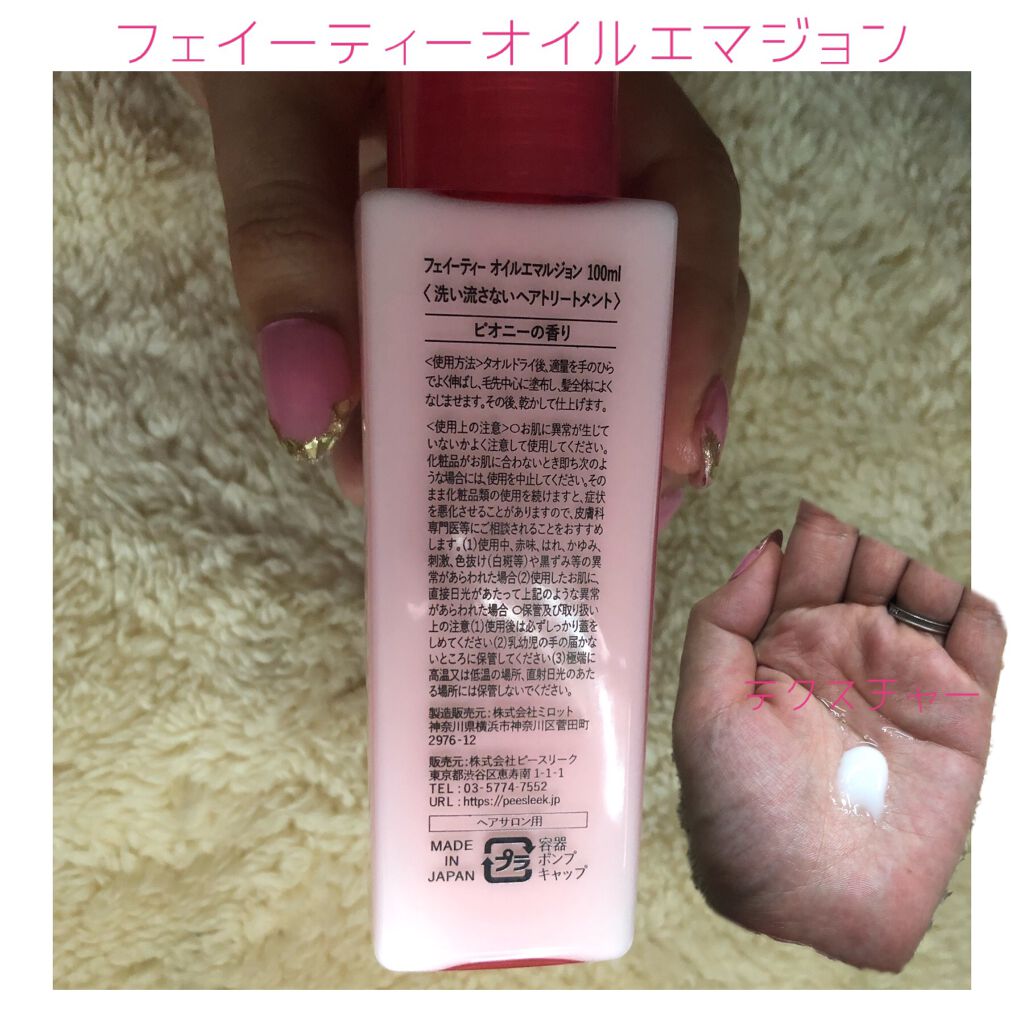 フェイーティーオイルエマジョン
フェイーティー オイルエマルジョン 100ml
〈 洗い流さないヘアトリートメント〉
ピオニーの香り
<使用方法>タオルドライ後、適量を手のひら
でよく伸ばし、毛先中心に塗布し、髪全体によく
なじませます。その後、乾かして仕上げます。
<使用上の注意>○お肌に異常が生じて
いないかよく注意して使用してください。
化粧品がお肌に合わないとき即ち次のよ
うな場合には、使用を中止してください。その
まま化粧品類の使用を続けますと、症状
を悪化させることがありますので、皮膚科
専門医等にご相談されることをおすすめ
します。(1)使用中、赤味、はれ、かゆみ、
刺激、色抜け(白斑等)や黒ずみ等の異
常があらわれた場合(2)使用したお肌に、
直接日光があたって上記のような異常
があらわれた場合 ○保管及び取り扱い
上の注意(1)使用後は必ずしっかり蓋を
しめてください(2)乳幼児の手の届かな
いところに保管してください(3)極端に
高温又は低温の場所、直射日光のあた
る場所には保管しないでください。
製造販売元:株式会社ミロット
神奈川県横浜市神奈川区菅田町
2976-12
販売元:株式会社ピースリーク
東京都渋谷区恵寿南 1-1-1
TEL : 03-5774-7552
URL : https://peesleek.jp
ヘアサロン用
MADE
IN
JAPAN
プラ
容器
ポンプ
キャップ
テクスチャー